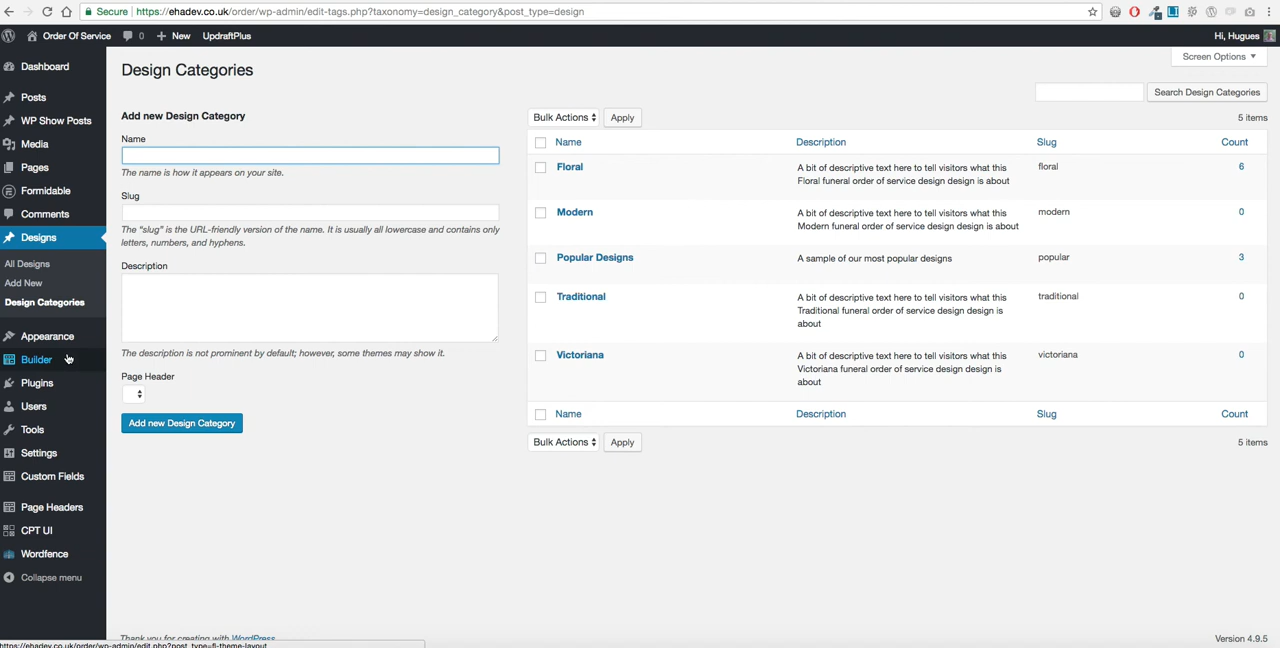 Secure https://ehadev.co.uk/order/wp-admin/edit-tags.php?taxonomy=design_category&post_type=design
Order Of Service 0 New UpdraftPlus Hi, Hugues
Screen Options
Dashboard
Posts
WP Show Posts
Media
Pages
Formidable
Comments
Designs
All Designs
Add New
Design Categories
Appearance
Builder
Plugins
Users
Tools
Settings
Custom Fields
Page Headers
CPT UI
Wordfence
Collapse menu
Design Categories
Search Design Categories
Add new Design Category
Name
The name is how it appears on your site.
Slug
The “slug” is the URL-friendly version of the name. It is usually all lowercase and contains only
letters, numbers, and hyphens.
Description
The description is not prominent by default; however, some themes may show it.
Page Header
Add new Design Category
Bulk Actions Apply 5 items
Name Description Slug Count
Floral A bit of descriptive text here to tell visitors what this floral 6
Floral funeral order of service design design is about
Modern A bit of descriptive text here to tell visitors what this modern 0
Modern funeral order of service design design is about
Popular Designs A sample of our most popular designs popular 3
Traditional A bit of descriptive text here to tell visitors what this traditional 0
Traditional funeral order of service design design is
about
Victoriana A bit of descriptive text here to tell visitors what this victoriana 0
Victoriana funeral order of service design design is
about
Name Description Slug Count
Bulk Actions Apply 5 items
Thank you for creating with WordPress Version 4.9.5
https://ehadev.co.uk/order/wp-admin/edit.php?post_type=fl-theme-layout